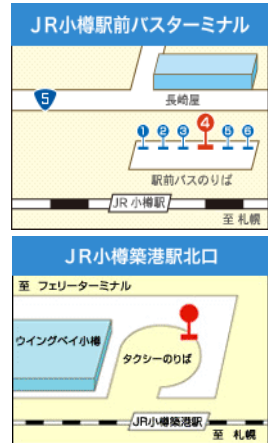 JR小樽駅前バスターミナル
長崎屋
5
1 2 3 4 5 6
駅前バスのりば
JR小樽駅
至 札幌
JR小樽築港駅北口
至 フェリーターミナル
ウイングベイ小樽
タクシーのりば
JR小樽築港駅
至 札幌